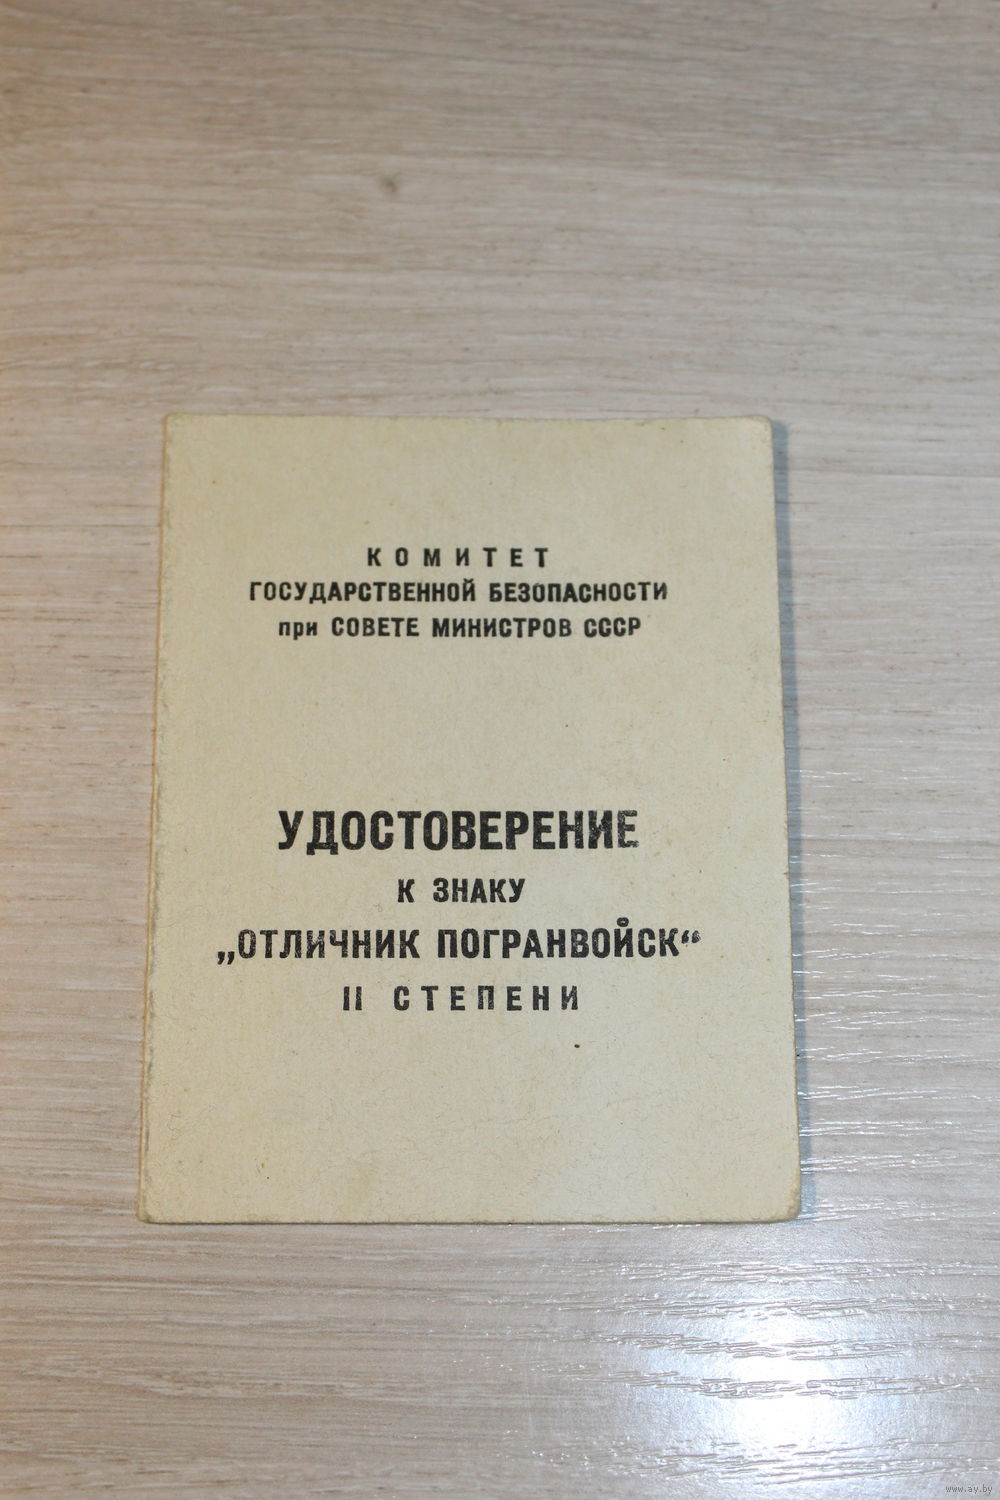 КОМИТЕТ
ГОСУДАРСТВЕННОЙ БЕЗОПАСНОСТИ
при СОВЕТЕ МИНИСТРОВ СССР
УДОСТОВЕРЕНИЕ
К ЗНАКУ
„ОТЛИЧНИК ПОГРАНВОЙСК“
II СТЕПЕНИ
www.ay.by